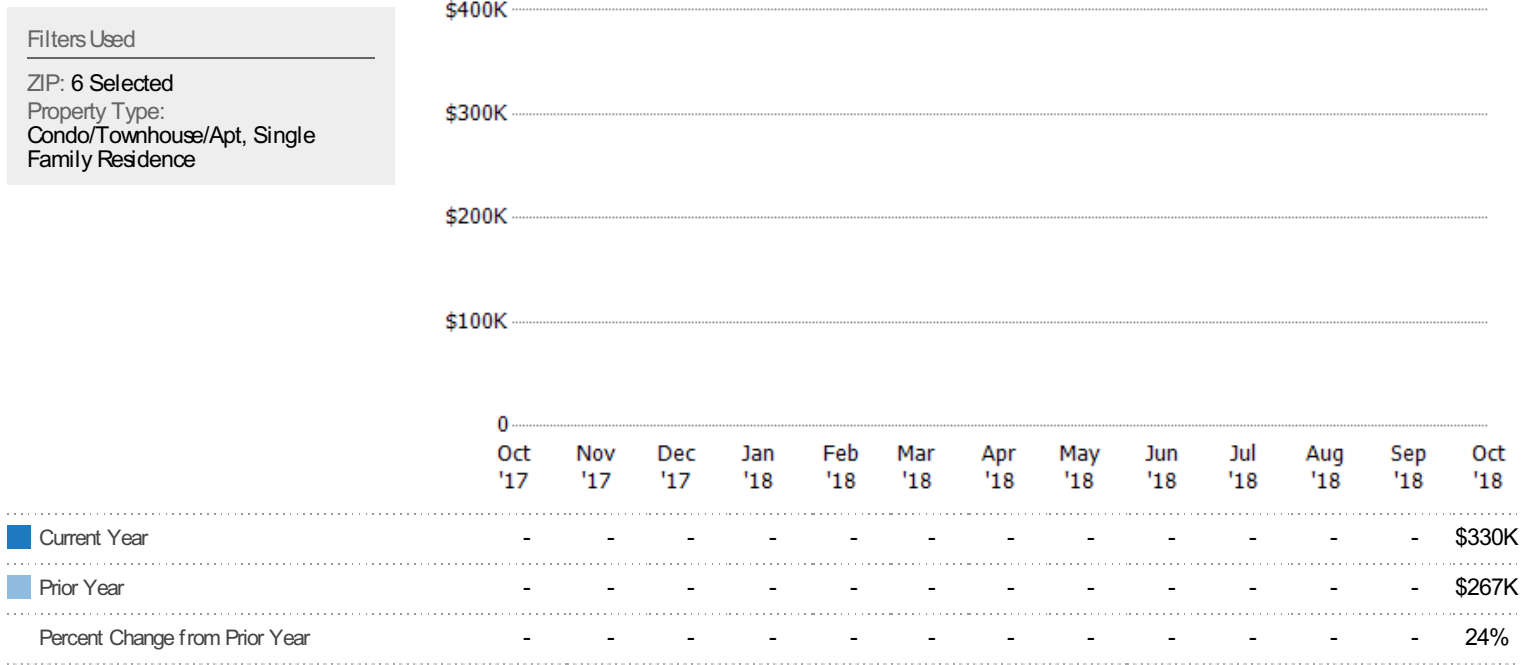 Filters Used
ZIP: 6 Selected
Property Type:
Condo/Townhouse/Apt, Single
Family Residence
$400K
$300K
$200K
$100K
0
Oct Nov Dec Jan Feb Mar Apr May Jun Jul Aug Sep Oct
'17 '17 '17 '18 '18 '18 '18 '18 '18 '18 '18 '18 '18
Current Year - - - - - - - - - - - - $330K
Prior Year - - - - - - - - - - - - $267K
Percent Change from Prior Year - - - - - - - - - - - - 24%